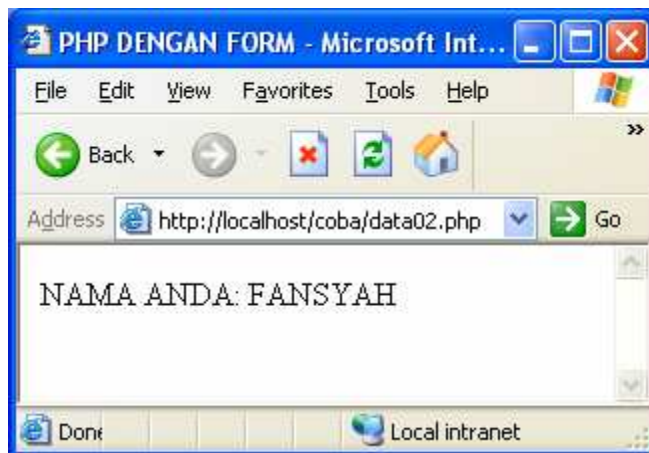 PHP DENGAN FORM - Microsoft Int...
File Edit View Favorites Tools Help
Back »
Address http://localhost/coba/data02.php Go
NAMA ANDA: FANSYAH
Done Local intranet